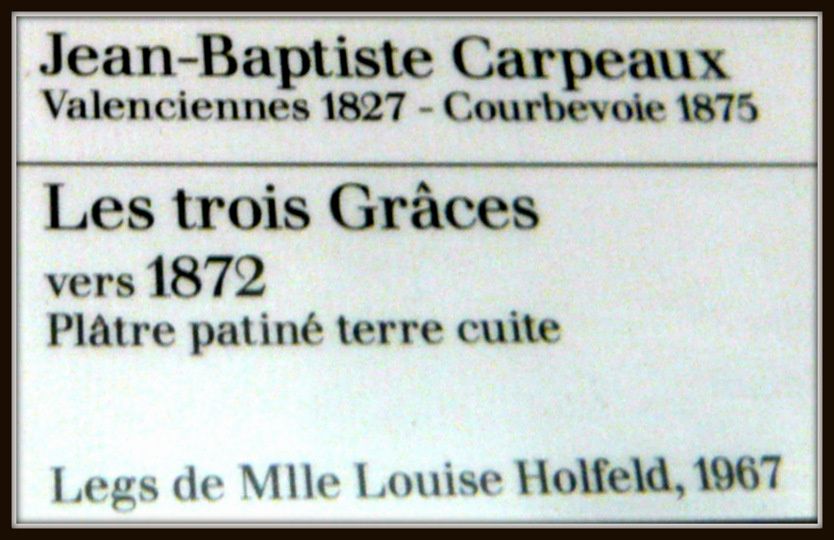 Jean-Baptiste Carpeaux
Valenciennes 1827 - Courbevoie 1875
Les trois Grâces
vers 1872
Plâtre patiné terre cuite
Legs de Mlle Louise Holfeld, 1967